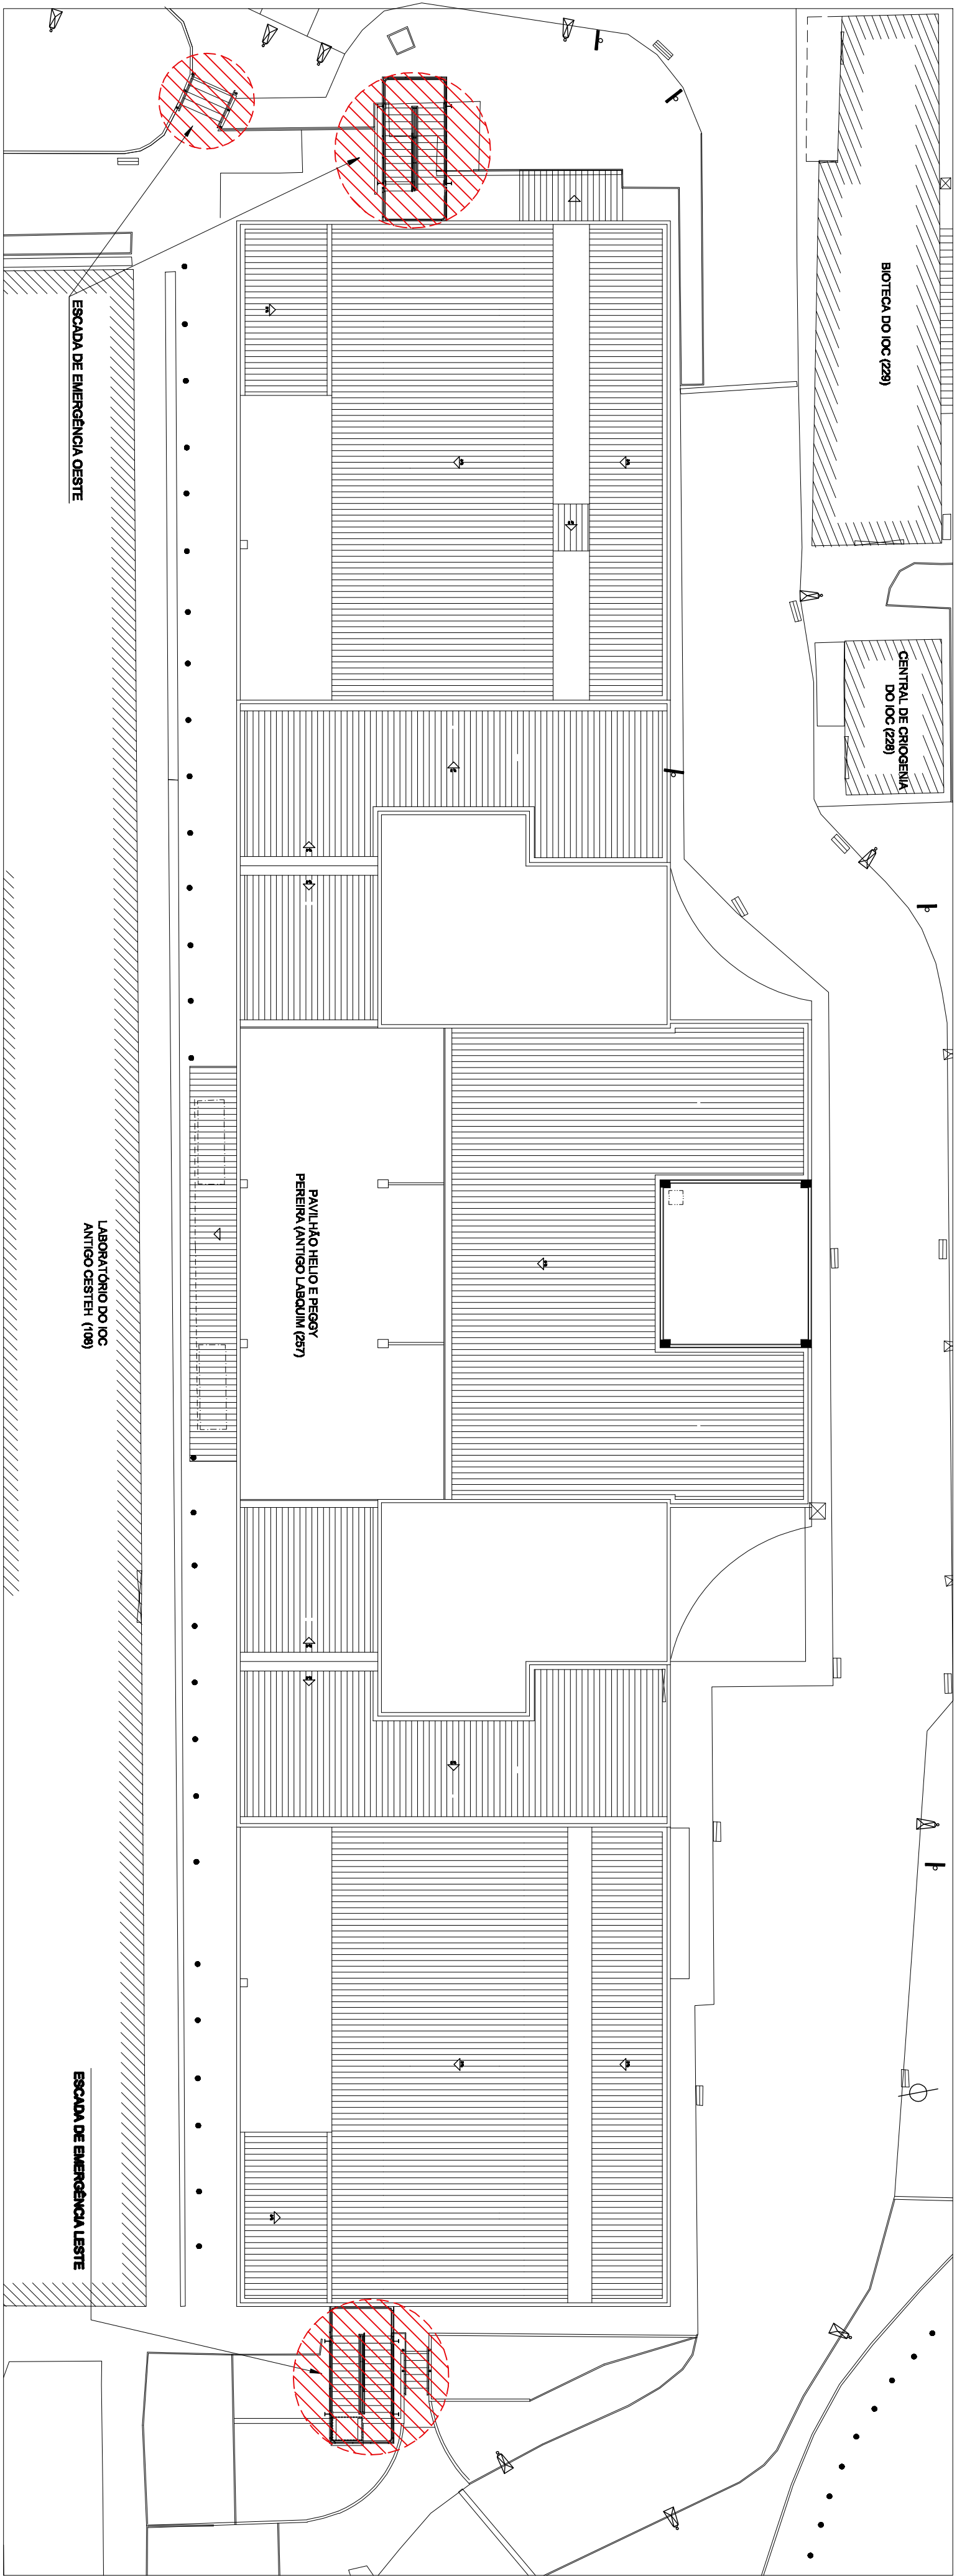 BIOTECA DO IOC (229)
CENTRAL DE CRIOGENIA
DO IOC (228)
ESCADA DE EMERGÊNCIA OESTE
PAVILHÃO HELIO E PEGGY
PEREIRA (ANTIGO LABQUIM (257)
LABORATÓRIO DO IOC
ANTIGO CESTEH (108)
ESCADA DE EMERGÊNCIA LESTE